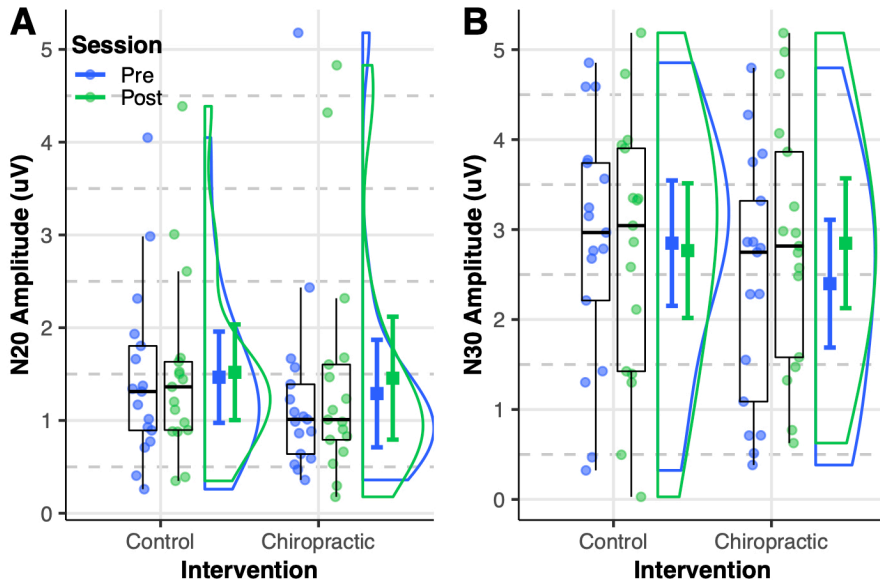 A
Session
Pre
Post
N20 Amplitude (uV)
5
4
3
2
1
0
Control
Chiropractic
Intervention
B
N30 Amplitude (uV)
5
4
3
2
1
0
Control
Chiropractic
Intervention